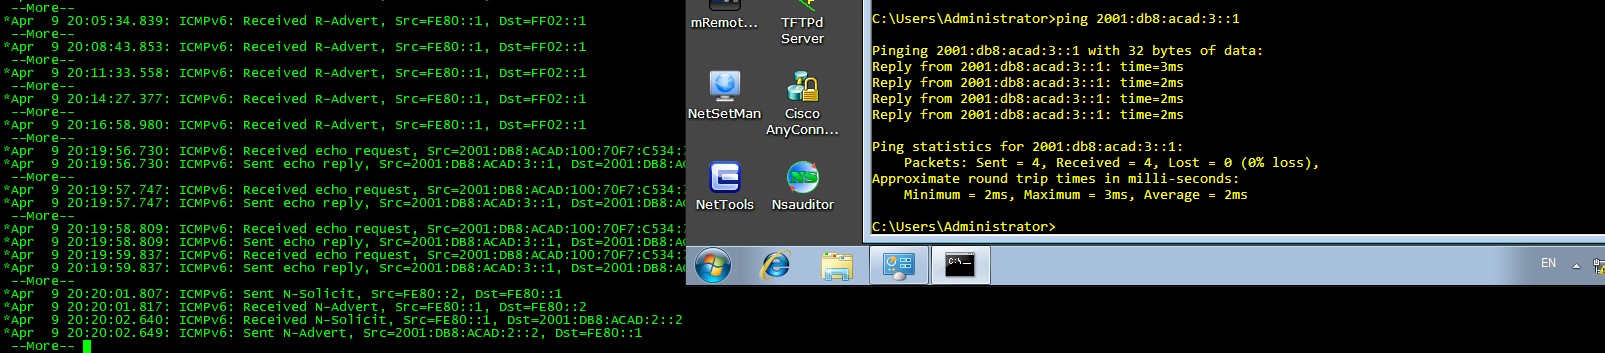 --More--
*Apr  9 20:05:34.839: ICMPv6: Received R-Advert, Src=FE80::1, Dst=FF02::1
--More--
*Apr  9 20:08:43.853: ICMPv6: Received R-Advert, Src=FE80::1, Dst=FF02::1
--More--
*Apr  9 20:11:33.558: ICMPv6: Received R-Advert, Src=FE80::1, Dst=FF02::1
--More--
*Apr  9 20:14:27.377: ICMPv6: Received R-Advert, Src=FE80::1, Dst=FF02::1
--More--
*Apr  9 20:16:58.980: ICMPv6: Received R-Advert, Src=FE80::1, Dst=FF02::1
--More--
*Apr  9 20:19:56.730: ICMPv6: Received echo request, Src=2001:DB8:ACAD:100:70F7:C534:
*Apr  9 20:19:56.730: ICMPv6: Sent echo reply, Src=2001:DB8:ACAD:3::1, Dst=2001:DB8:AC
--More--
*Apr  9 20:19:57.747: ICMPv6: Received echo request, Src=2001:DB8:ACAD:100:70F7:C534:
*Apr  9 20:19:57.747: ICMPv6: Sent echo reply, Src=2001:DB8:ACAD:3::1, Dst=2001:DB8:AC
--More--
*Apr  9 20:19:58.809: ICMPv6: Received echo request, Src=2001:DB8:ACAD:100:70F7:C534:
*Apr  9 20:19:58.809: ICMPv6: Sent echo reply, Src=2001:DB8:ACAD:3::1, Dst=2001:DB8:AC
*Apr  9 20:19:59.837: ICMPv6: Received echo request, Src=2001:DB8:ACAD:100:70F7:C534:
*Apr  9 20:19:59.837: ICMPv6: Sent echo reply, Src=2001:DB8:ACAD:3::1, Dst=2001:DB8:AC
--More--
*Apr  9 20:20:01.807: ICMPv6: Sent N-Solicit, Src=FE80::2, Dst=FE80::1
*Apr  9 20:20:01.817: ICMPv6: Received N-Advert, Src=FE80::1, Dst=FE80::2
*Apr  9 20:20:02.640: ICMPv6: Received N-Solicit, Src=FE80::1, Dst=2001:DB8:ACAD:2::2
*Apr  9 20:20:02.649: ICMPv6: Sent N-Advert, Src=2001:DB8:ACAD:2::2, Dst=FE80::1
--More--
mRemot...
TFTPd
Server
NetSetMan
Cisco
AnyConn...
NetTools
Nsauditor
C:\Users\Administrator>ping 2001:db8:acad:3::1
Pinging 2001:db8:acad:3::1 with 32 bytes of data:
Reply from 2001:db8:acad:3::1: time=3ms
Reply from 2001:db8:acad:3::1: time=2ms
Reply from 2001:db8:acad:3::1: time=2ms
Reply from 2001:db8:acad:3::1: time=2ms
Ping statistics for 2001:db8:acad:3::1:
Packets: Sent = 4, Received = 4, Lost = 0 (0% loss),
Approximate round trip times in milli-seconds:
Minimum = 2ms, Maximum = 3ms, Average = 2ms
C:\Users\Administrator>
EN